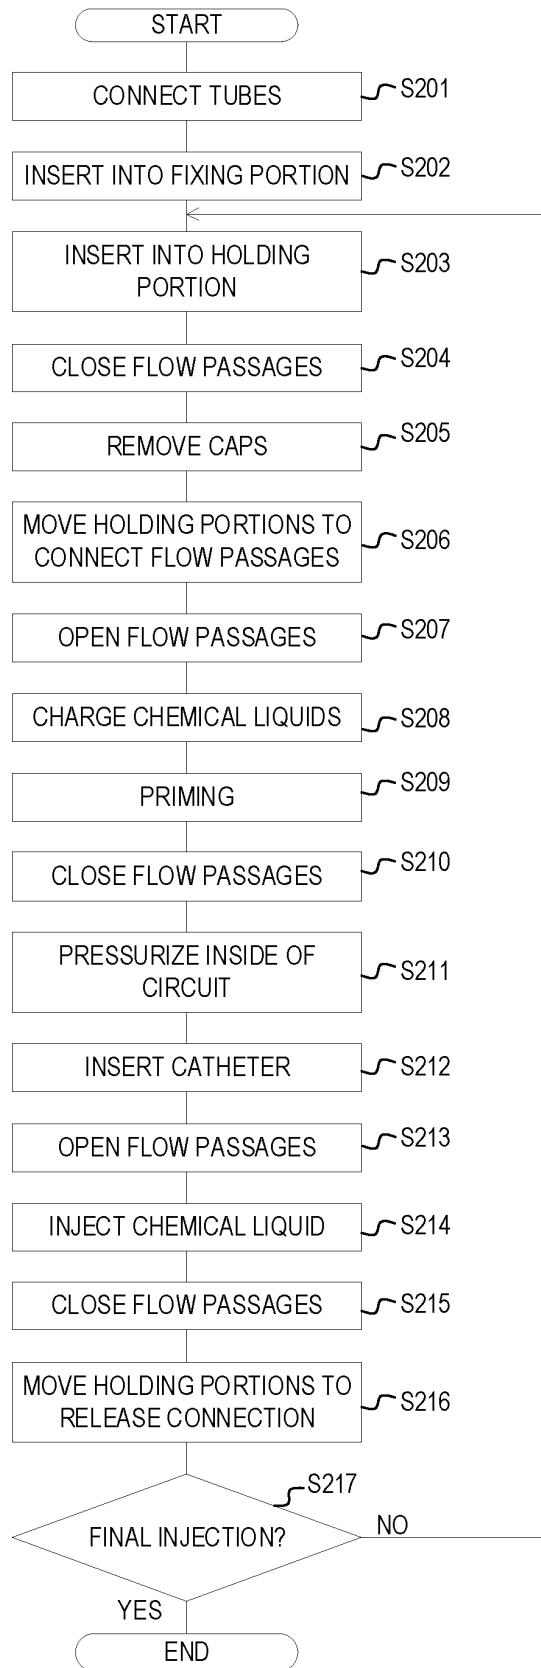 START
CONNECT TUBES
S201
INSERT INTO FIXING PORTION
S202
INSERT INTO HOLDING
PORTION
S203
CLOSE FLOW PASSAGES
S204
REMOVE CAPS
S205
MOVE HOLDING PORTIONS TO
CONNECT FLOW PASSAGES
S206
OPEN FLOW PASSAGES
S207
CHARGE CHEMICAL LIQUIDS
S208
PRIMING
S209
CLOSE FLOW PASSAGES
S210
PRESSURIZE INSIDE OF
CIRCUIT
S211
INSERT CATHETER
S212
OPEN FLOW PASSAGES
S213
INJECT CHEMICAL LIQUID
S214
CLOSE FLOW PASSAGES
S215
MOVE HOLDING PORTIONS TO
RELEASE CONNECTION
S216
S217
FINAL INJECTION?
NO
YES
END